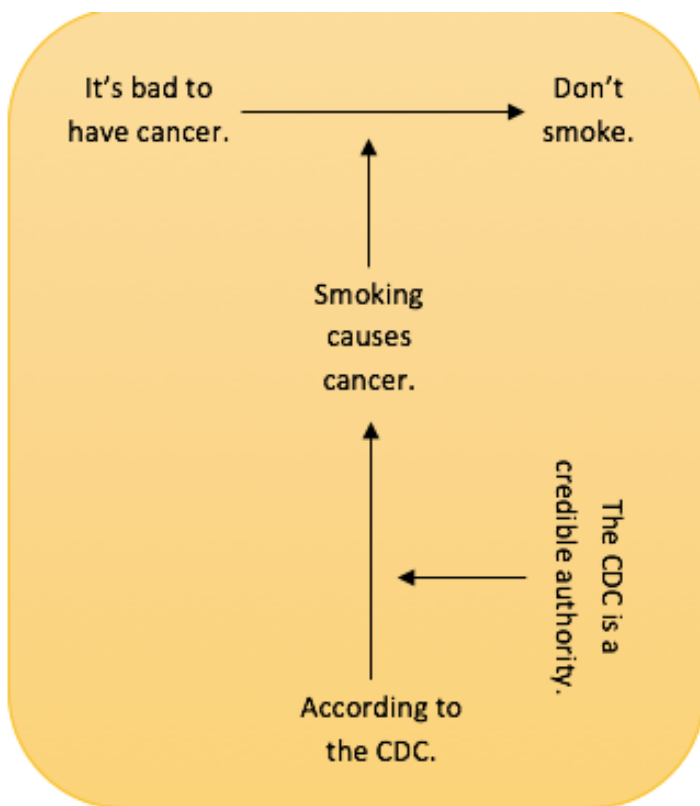 It's bad to
have cancer.
Don't
smoke.
Smoking
causes
cancer.
The CDC is a
credible authority.
According to
the CDC.